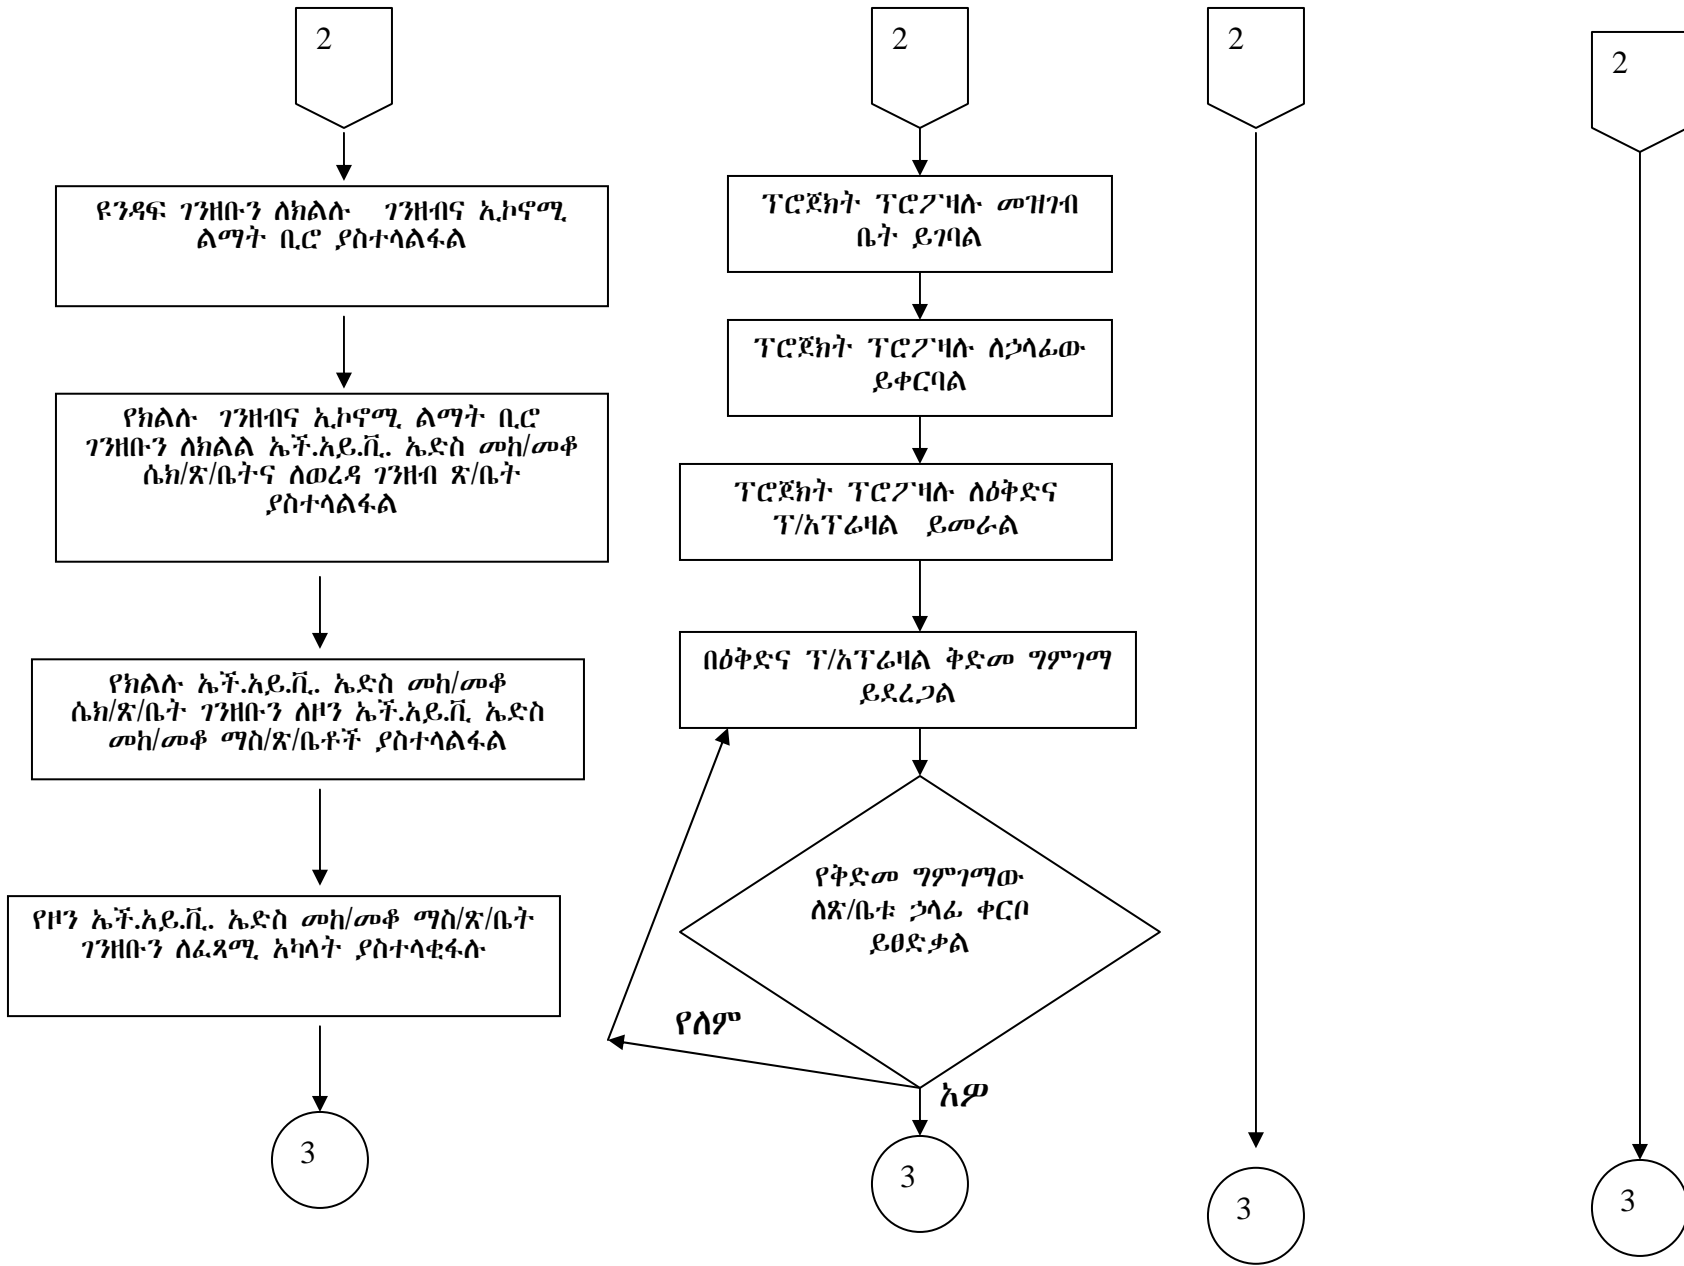 2
2
2
2
ዩንዳፍ ገንዘቡን ለክልሉ ገንዘብና ኢኮኖሚ
ልማት ቢሮ ያስተላልፋል
የክልሉ ገንዘብና ኢኮኖሚ ልማት ቢሮ
ገንዘቡን ለክልል ኤች.አይ.ቪ. ኤድስ መከ/መቆ
ሴክ/ጽ/ቤትና ለወረዳ ገንዘብ ጽ/ቤት
ያስተላልፋል
የክልሉ ኤች.አይ.ቪ. ኤድስ መከ/መቆ
ሴክ/ጽ/ቤት ገንዘቡን ለዞን ኤች.አይ.ቪ ኤድስ
መከ/መቆ ማስ/ጽ/ቤቶች ያስተላልፋል
የዞን ኤች.አይ.ቪ. ኤድስ መከ/መቆ ማስ/ጽ/ቤት
ገንዘቡን ለፈጻሚ አካላት ያስተላቂፋሉ
3
ፕሮጀክት ፕሮፖዛሉ መዝገብ
ቤት ይገባል
ፕሮጀክት ፕሮፖዛሉ ለኃላፊው
ይቀርባል
ፕሮጀክት ፕሮፖዛሉ ለዕቅድና
ፕ/አፕሬዛል ይመራል
በዕቅድና ፕ/አፕሬዛል ቅድመ ግምገማ
ይደረጋል
የቅድመ ግምገማው
ለጽ/ቤቱ ኃላፊ ቀርቦ
ይፀድቃል
የለም
አዎ
3
3
3